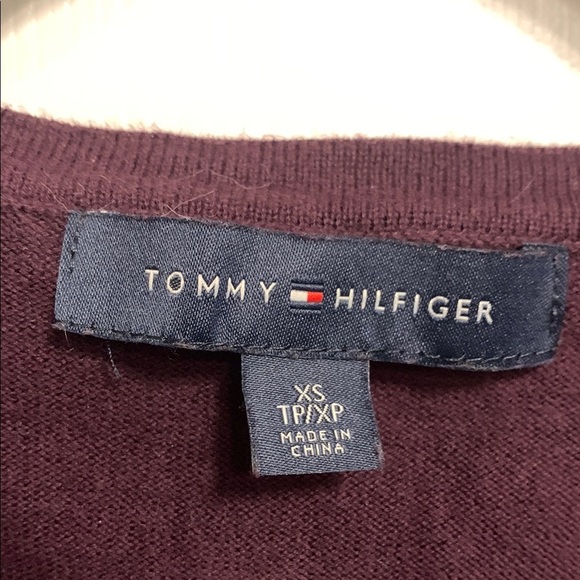 TOMMY HILFIGER
XS
TP/XP
MADE IN
CHINA